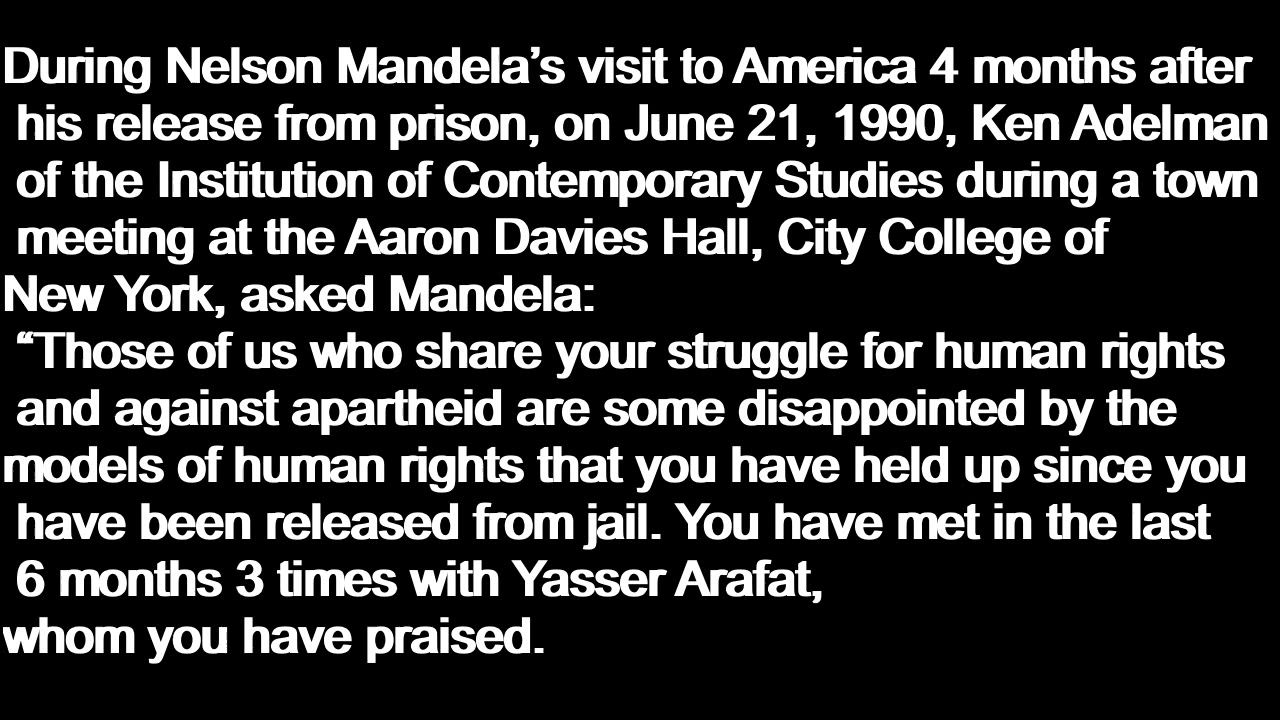 During Nelson Mandela’s visit to America 4 months after
his release from prison, on June 21, 1990, Ken Adelman
of the Institution of Contemporary Studies during a town
meeting at the Aaron Davies Hall, City College of
New York, asked Mandela:
“Those of us who share your struggle for human rights
and against apartheid are some disappointed by the
models of human rights that you have held up since you
have been released from jail. You have met in the last
6 months 3 times with Yasser Arafat,
whom you have praised.